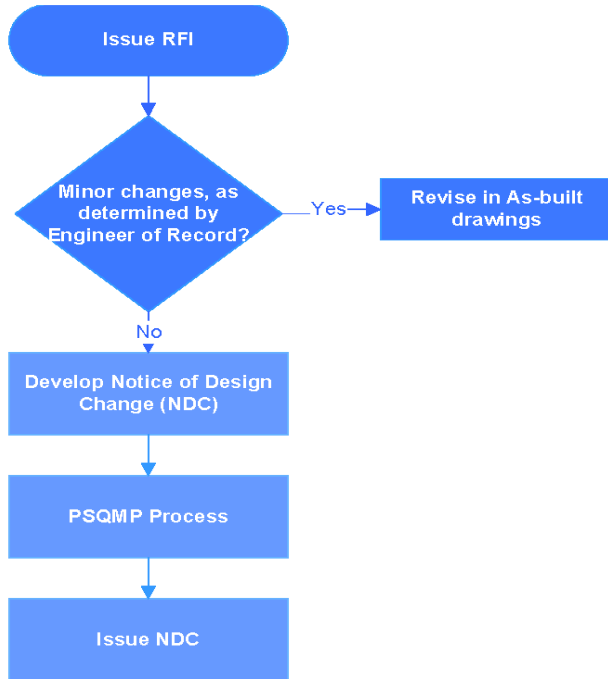 Issue RFI
Minor changes, as
determined by
Engineer of Record?
Yes
Revise in As-built
drawings
No
Develop Notice of Design
Change (NDC)
PSQMP Process
Issue NDC